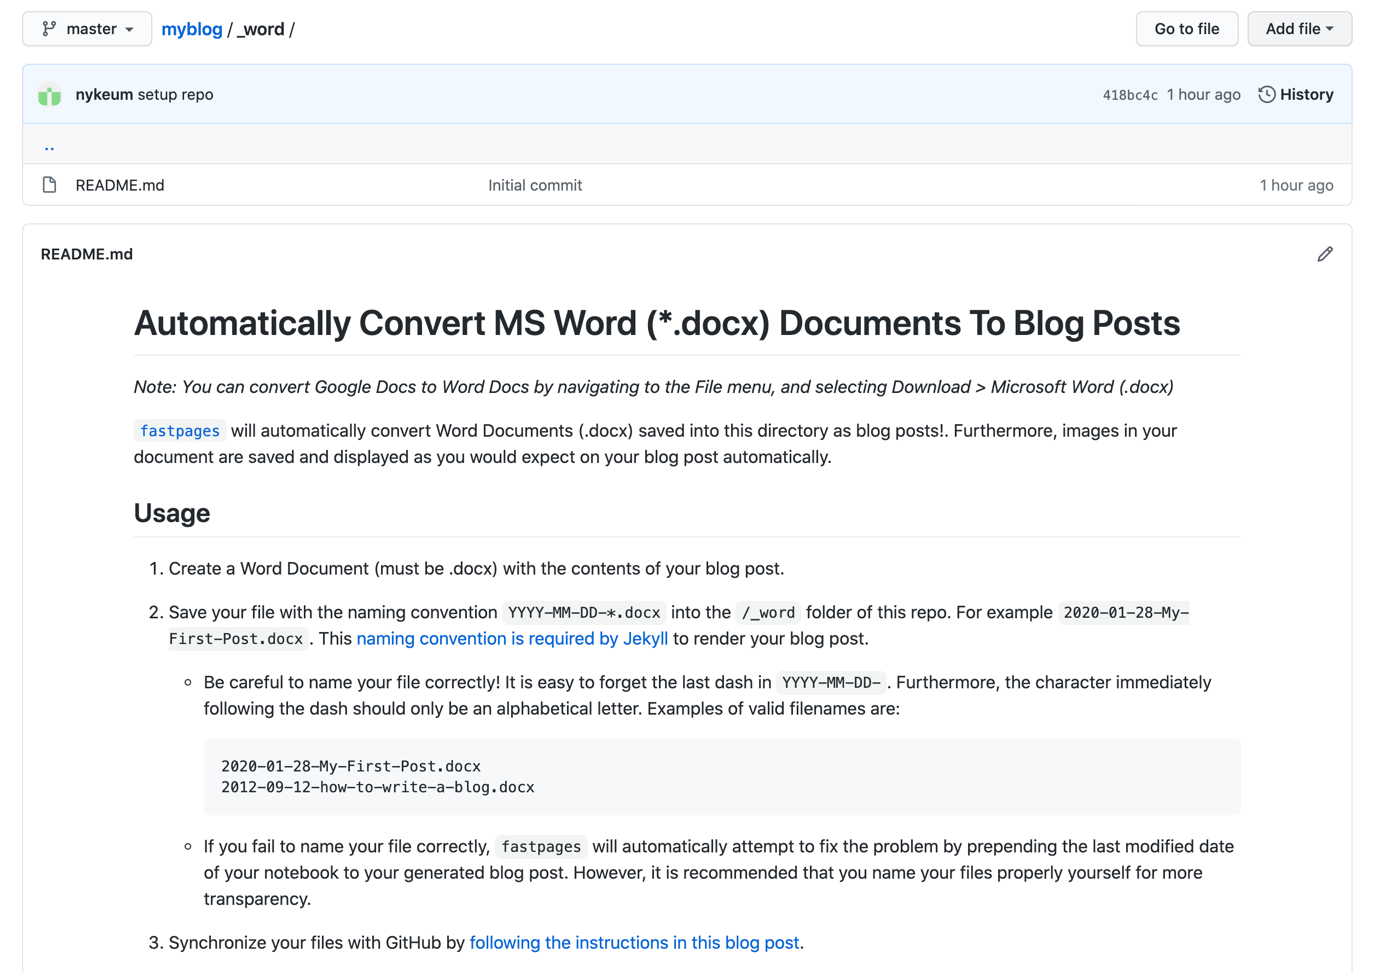 master myblog / _word / Go to file Add file
nykeum setup repo 418bc4c 1 hour ago History
..
README.md Initial commit 1 hour ago
README.md
Automatically Convert MS Word (*.docx) Documents To Blog Posts
Note: You can convert Google Docs to Word Docs by navigating to the File menu, and selecting Download > Microsoft Word (.docx)
fastpages will automatically convert Word Documents (.docx) saved into this directory as blog posts!. Furthermore, images in your
document are saved and displayed as you would expect on your blog post automatically.
Usage
1. Create a Word Document (must be .docx) with the contents of your blog post.
2. Save your file with the naming convention YYYY-MM-DD-*.docx into the /_word folder of this repo. For example 2020-01-28-My-
First-Post.docx . This naming convention is required by Jekyll to render your blog post.
Be careful to name your file correctly! It is easy to forget the last dash in YYYY-MM-DD- . Furthermore, the character immediately
following the dash should only be an alphabetical letter. Examples of valid filenames are:
2020-01-28-My-First-Post.docx
2012-09-12-how-to-write-a-blog.docx
If you fail to name your file correctly, fastpages will automatically attempt to fix the problem by prepending the last modified date
of your notebook to your generated blog post. However, it is recommended that you name your files properly yourself for more
transparency.
3. Synchronize your files with GitHub by following the instructions in this blog post.